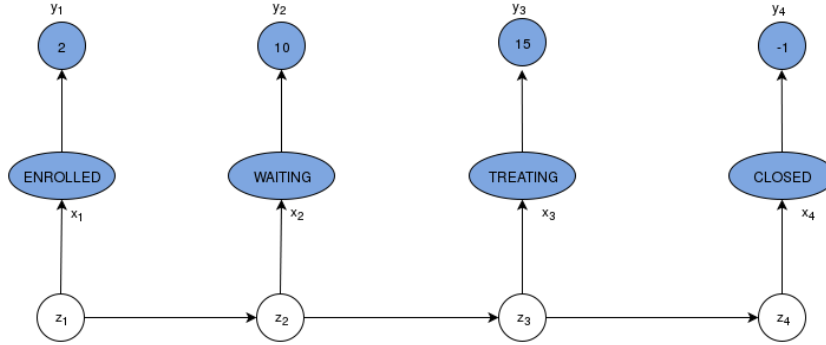 y1 y2 y3 y4
2 10 15 -1
ENROLLED WAITING TREATING CLOSED
x1 x2 x3 x4
z1 z2 z3 z4